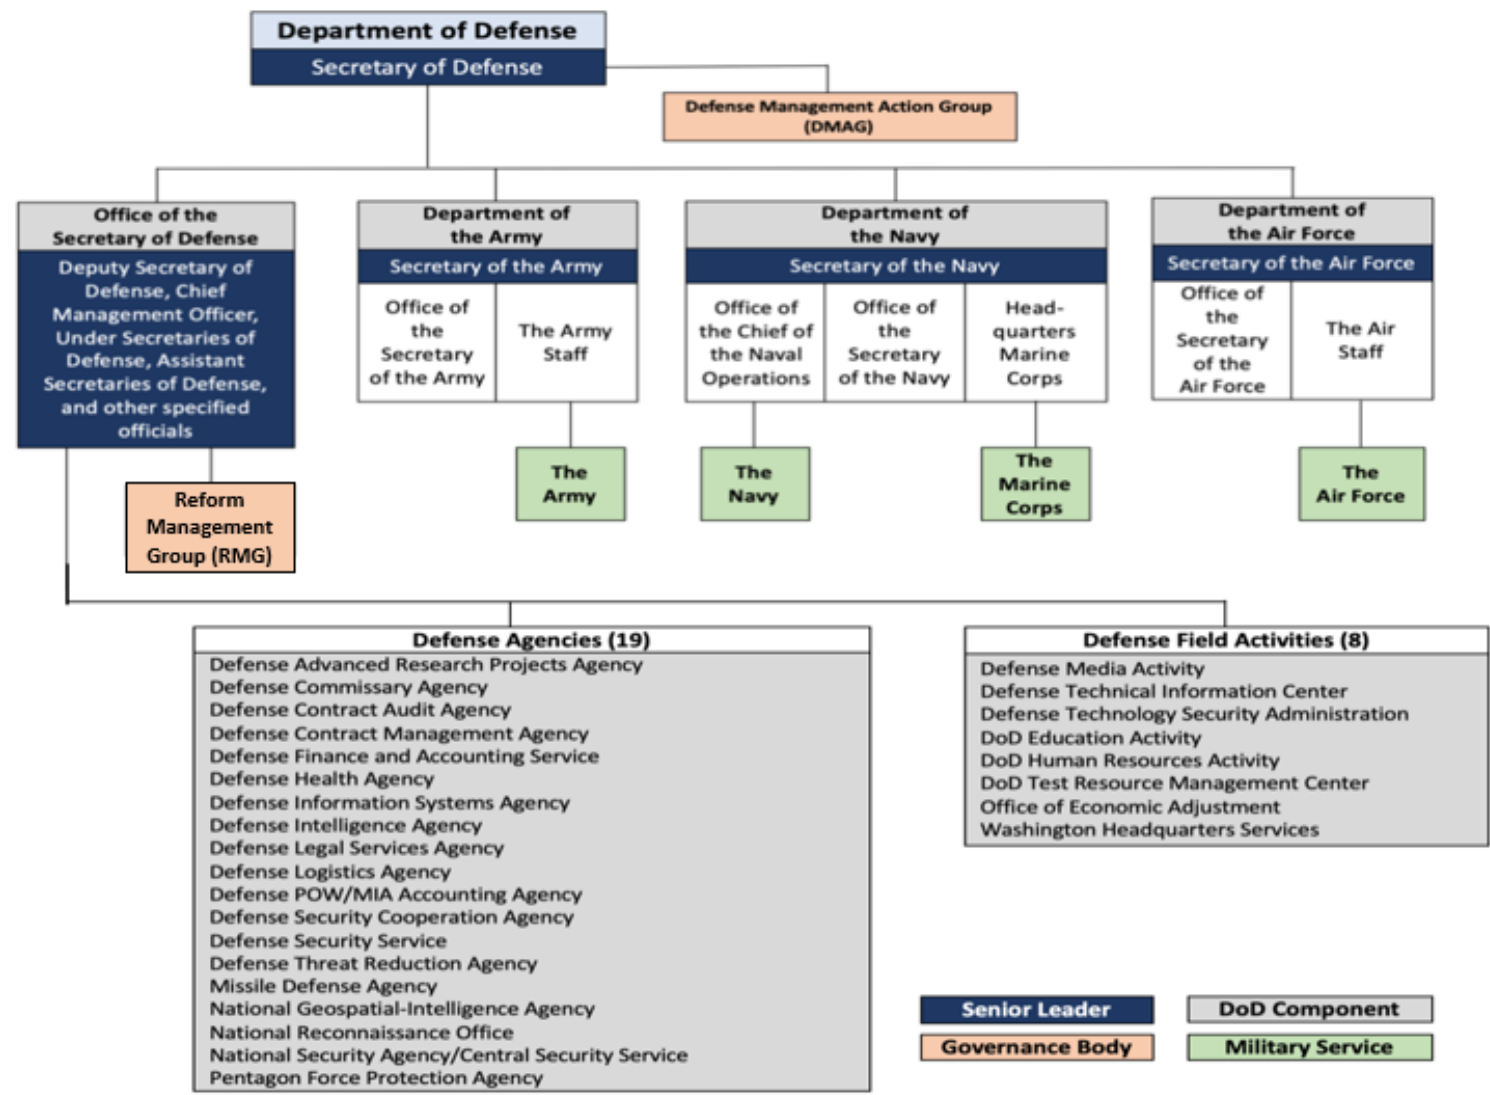 Department of Defense
Secretary of Defense
Defense Management Action Group
(DMAG)
Office of the
Secretary of Defense
Deputy Secretary of
Defense, Chief
Management Officer,
Under Secretaries of
Defense, Assistant
Secretaries of Defense,
and other specified
officials
Reform
Management
Group (RMG)
Department of
the Army
Secretary of the Army
Office of
the
Secretary
of the Army
The Army
Staff
The
Army
Department of
the Navy
Secretary of the Navy
Office of
the Chief of
the Naval
Operations
Office of
the
Secretary
of the Navy
Head-
quarters
Marine
Corps
The
Navy
The
Marine
Corps
Department of
the Air Force
Secretary of the Air Force
Office of
the
Secretary
of the
Air Force
The Air
Staff
The
Air Force
Defense Agencies (19)
Defense Advanced Research Projects Agency
Defense Commissary Agency
Defense Contract Audit Agency
Defense Contract Management Agency
Defense Finance and Accounting Service
Defense Health Agency
Defense Information Systems Agency
Defense Intelligence Agency
Defense Legal Services Agency
Defense Logistics Agency
Defense POW/MIA Accounting Agency
Defense Security Cooperation Agency
Defense Security Service
Defense Threat Reduction Agency
Missile Defense Agency
National Geospatial-Intelligence Agency
National Reconnaissance Office
National Security Agency/Central Security Service
Pentagon Force Protection Agency
Defense Field Activities (8)
Defense Media Activity
Defense Technical Information Center
Defense Technology Security Administration
DoD Education Activity
DoD Human Resources Activity
DoD Test Resource Management Center
Office of Economic Adjustment
Washington Headquarters Services
Senior Leader
DoD Component
Governance Body
Military Service